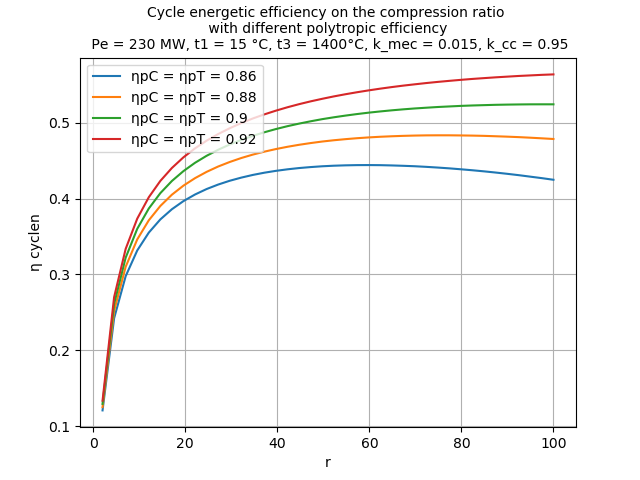 Cycle energetic efficiency on the compression ratio
with different polytropic efficiency
Pe = 230 MW, t1 = 15 °C, t3 = 1400°C, k_mec = 0.015, k_cc = 0.95
ηpC = ηpT = 0.86
ηpC = ηpT = 0.88
ηpC = ηpT = 0.9
ηpC = ηpT = 0.92
0.5
0.4
0.3
0.2
0.1
η cyclen
0 20 40 60 80 100
r